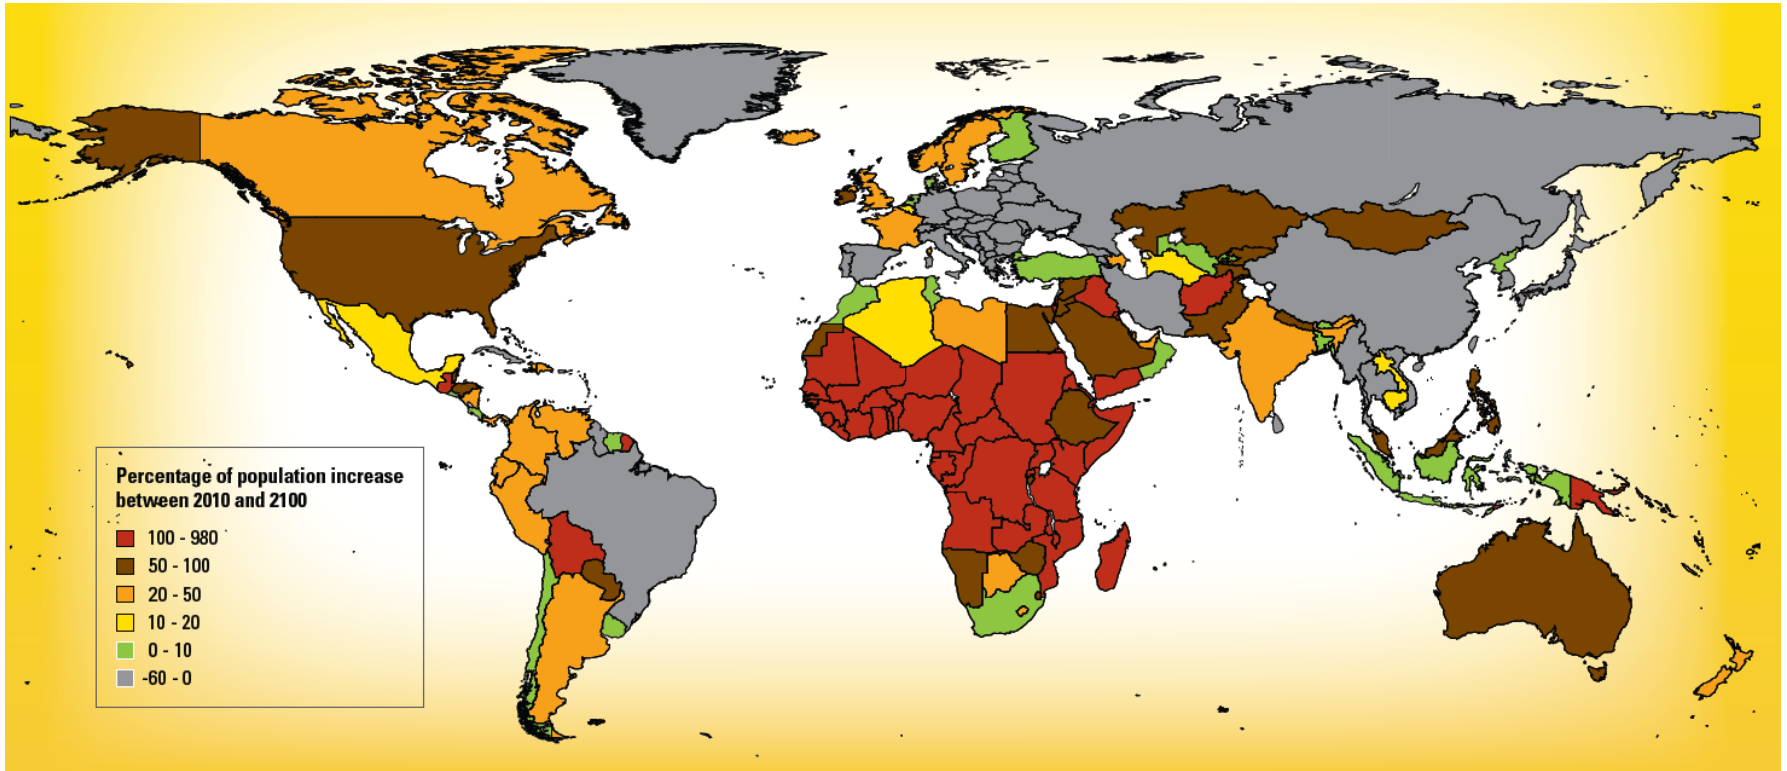 Percentage of population increase
between 2010 and 2100
100 - 980
50 - 100
20 - 50
10 - 20
0 - 10
-60 - 0